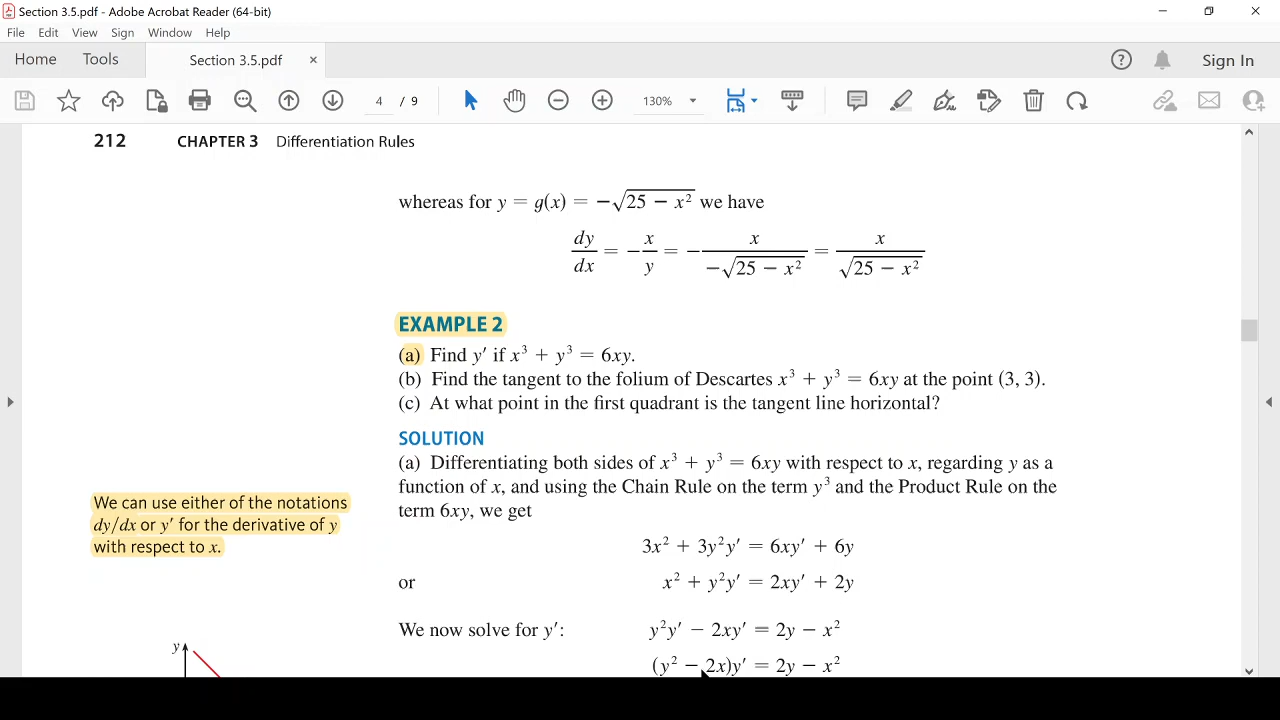 Section 3.5.pdf - Adobe Acrobat Reader (64-bit)
File Edit View Sign Window Help
Home Tools Section 3.5.pdf × Sign In
4 / 9 130%
212 CHAPTER 3 Differentiation Rules
whereas for y = g(x) = −√(25 − x²) we have
dy/dx = −x/y = −x/(−√(25 − x²)) = x/√(25 − x²)
EXAMPLE 2
(a) Find y′ if x³ + y³ = 6xy.
(b) Find the tangent to the folium of Descartes x³ + y³ = 6xy at the point (3, 3).
(c) At what point in the first quadrant is the tangent line horizontal?
SOLUTION
(a) Differentiating both sides of x³ + y³ = 6xy with respect to x, regarding y as a
function of x, and using the Chain Rule on the term y³ and the Product Rule on the
term 6xy, we get
We can use either of the notations
dy/dx or y′ for the derivative of y
with respect to x.
3x² + 3y²y′ = 6xy′ + 6y
or x² + y²y′ = 2xy′ + 2y
We now solve for y′: y²y′ − 2xy′ = 2y − x²
(y² − 2x)y′ = 2y − x²
y